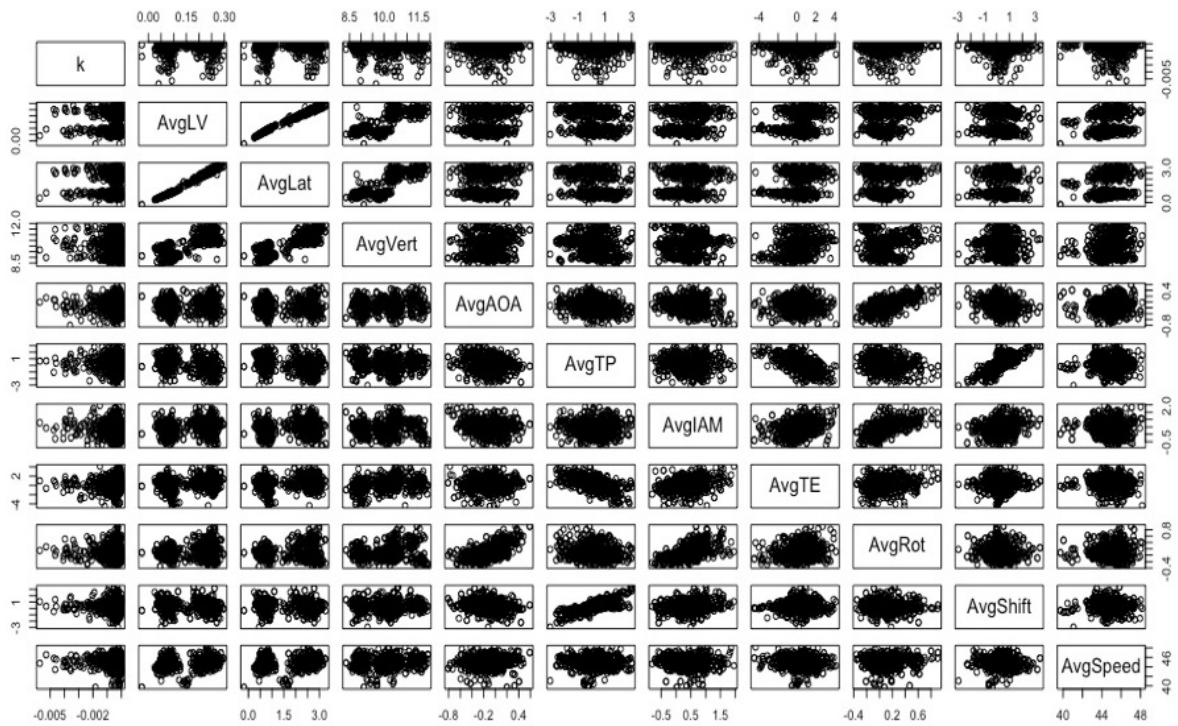 0.00 0.15 0.30 8.5 10.0 11.5 -3 -1 1 3 -4 0 2 4 -3 -1 1 3
k
-0.005
AvgLV
0.00
AvgLat
0.0 3.0
AvgVert
8.5 12.0
AvgAOA
-0.8 0.4
AvgTP
-3 1
AvgIAM
-0.5 2.0
AvgTE
-4 2
AvgRot
-0.4 0.8
AvgShift
-3 1
AvgSpeed
40 46
-0.005 -0.002 0.0 1.5 3.0 -0.8 -0.2 0.4 -0.5 0.5 1.5 -0.4 0.2 0.6 40 44 48